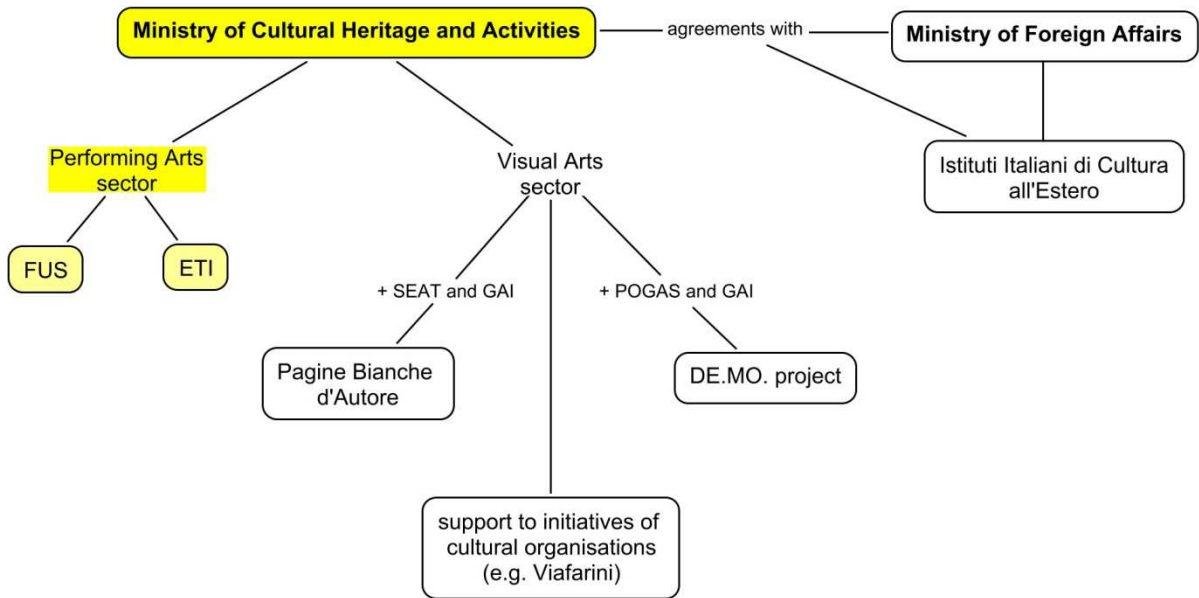 Ministry of Cultural Heritage and Activities
agreements with
Ministry of Foreign Affairs
Performing Arts
sector
Visual Arts
sector
Istituti Italiani di Cultura
all'Estero
FUS
ETI
+ SEAT and GAI
+ POGAS and GAI
Pagine Bianche
d'Autore
DE.MO. project
support to initiatives of
cultural organisations
(e.g. Viafarini)